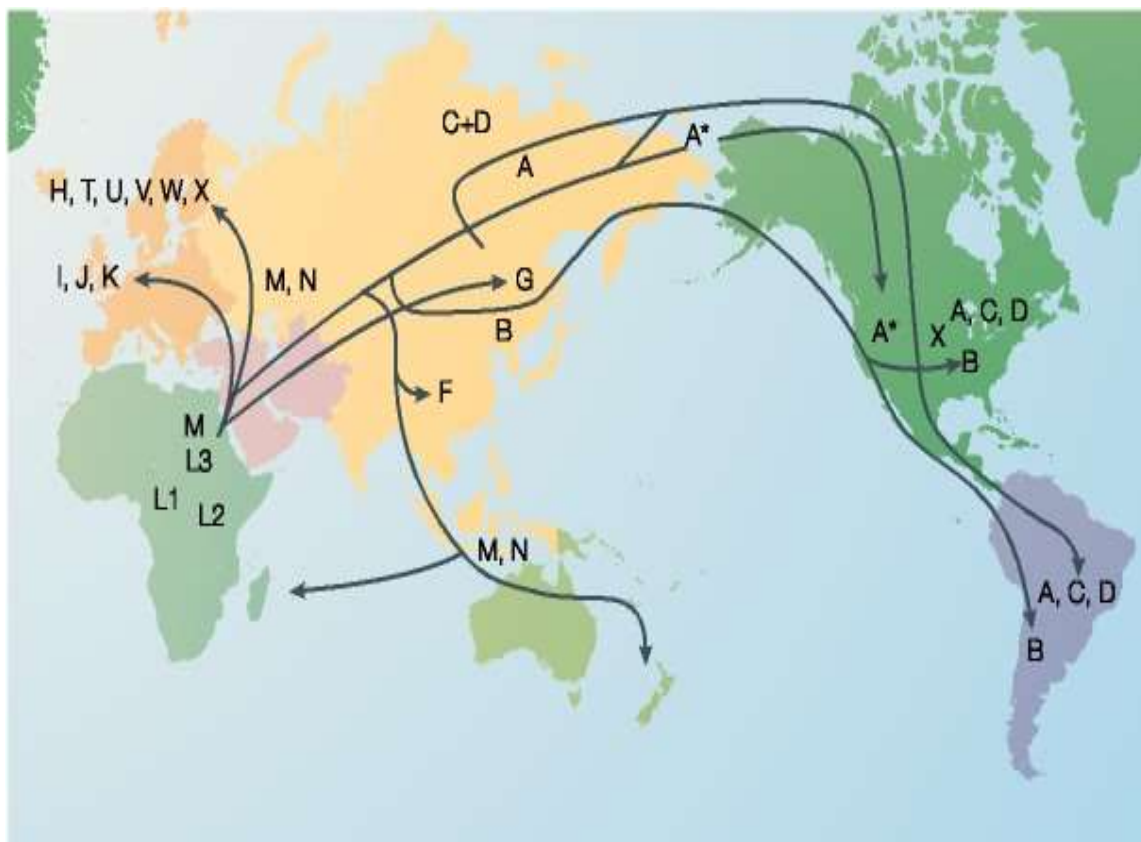 C+D
A*
A
H, T, U, V, W, X
I, J, K
M, N
G
B
A, C, D
A*
X
B
F
M
L3
L1
L2
M, N
A, C, D
B